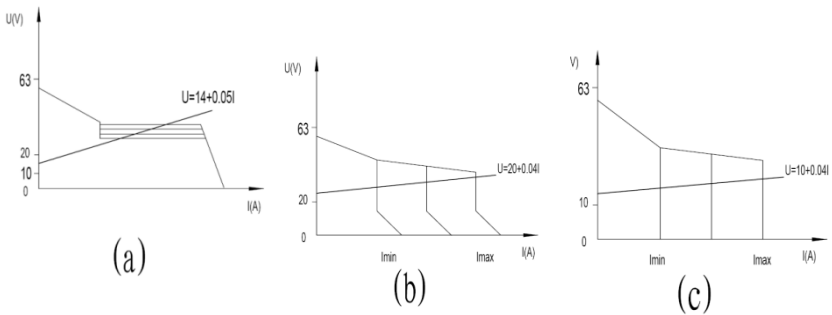 U(V)
63
U=14+0.05I
20
10
0
I(A)
(a)
U(V)
63
U=20+0.04I
20
0
Imin
Imax
I(A)
(b)
V)
63
U=10+0.04I
10
0
Imin
Imax
I(A)
(c)